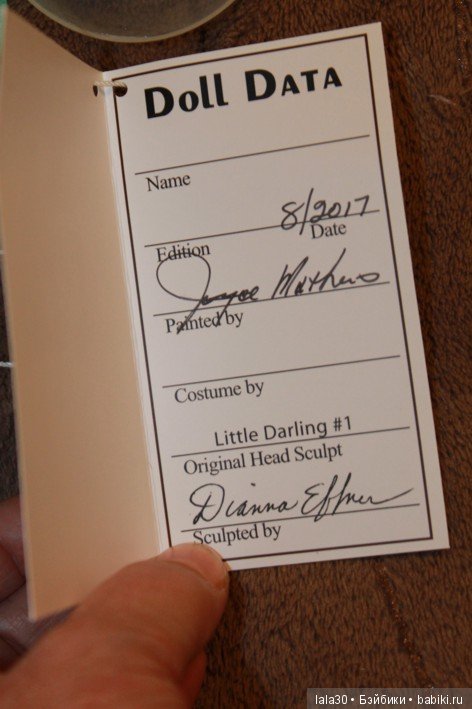 DOLL DATA
Name
8/2017
Edition Date
Joyce Mathews
Painted by
Costume by
Little Darling #1
Original Head Sculpt
Dianna Effner
Sculpted by
lala30 • Бэйбики • babiki.ru